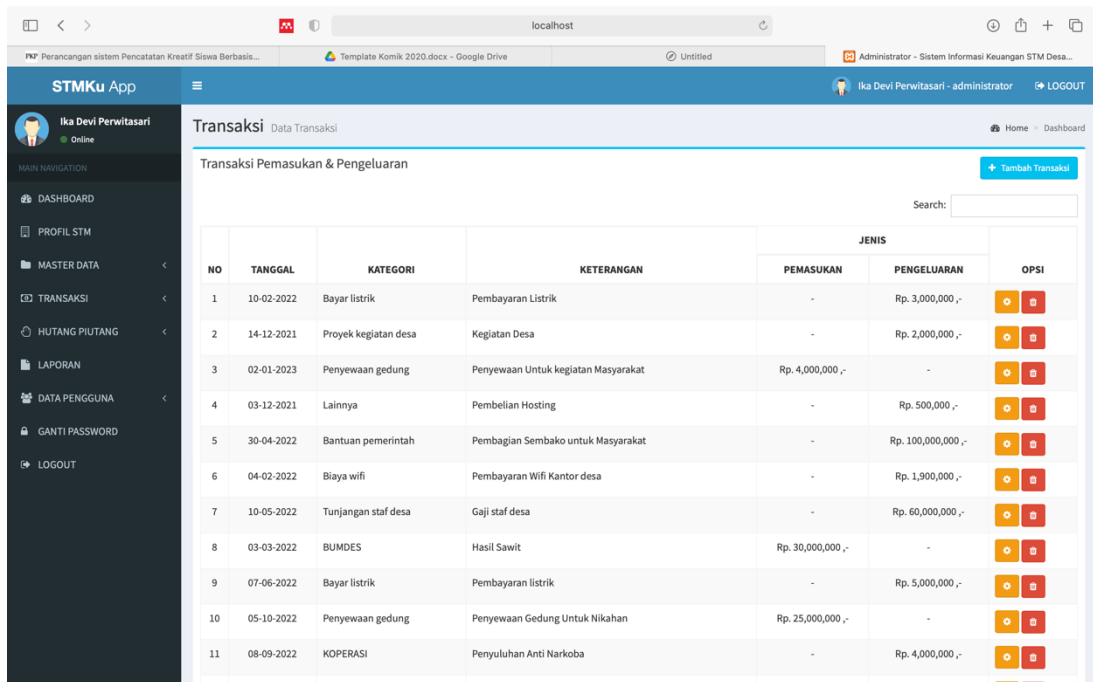 localhost
PKP Perancangan sistem Pencatatan Kreatif Siswa Berbasis...
Template Komik 2020.docx - Google Drive
Untitled
Administrator - Sistem Informasi Keuangan STM Desa...
STMKu App
Ika Devi Perwitasari - administrator
LOGOUT
Ika Devi Perwitasari
Online
MAIN NAVIGATION
DASHBOARD
PROFIL STM
MASTER DATA
TRANSAKSI
HUTANG PIUTANG
LAPORAN
DATA PENGGUNA
GANTI PASSWORD
LOGOUT
Transaksi Data Transaksi
Home > Dashboard
Transaksi Pemasukan & Pengeluaran
+ Tambah Transaksi
Search:
JENIS
NO TANGGAL KATEGORI KETERANGAN PEMASUKAN PENGELUARAN OPSI
1 10-02-2022 Bayar listrik Pembayaran Listrik - Rp. 3,000,000 ,-
2 14-12-2021 Proyek kegiatan desa Kegiatan Desa - Rp. 2,000,000 ,-
3 02-01-2023 Penyewaan gedung Penyewaan Untuk kegiatan Masyarakat Rp. 4,000,000 ,- -
4 03-12-2021 Lainnya Pembelian Hosting - Rp. 500,000 ,-
5 30-04-2022 Bantuan pemerintah Pembagian Sembako untuk Masyarakat - Rp. 100,000,000 ,-
6 04-02-2022 Biaya wifi Pembayaran Wifi Kantor desa - Rp. 1,900,000 ,-
7 10-05-2022 Tunjangan staf desa Gaji staf desa - Rp. 60,000,000 ,-
8 03-03-2022 BUMDES Hasil Sawit Rp. 30,000,000 ,- -
9 07-06-2022 Bayar listrik Pembayaran listrik - Rp. 5,000,000 ,-
10 05-10-2022 Penyewaan gedung Penyewaan Gedung Untuk Nikahan Rp. 25,000,000 ,- -
11 08-09-2022 KOPERASI Penyuluhan Anti Narkoba - Rp. 4,000,000 ,-